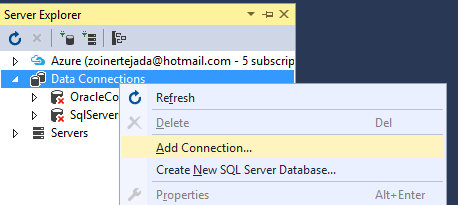 Server Explorer
Azure (zoinertejada@hotmail.com - 5 subscrip
Data Connections
OracleCo
Refresh
SqlServer
Delete Del
Servers
Add Connection...
Create New SQL Server Database...
Properties Alt+Enter